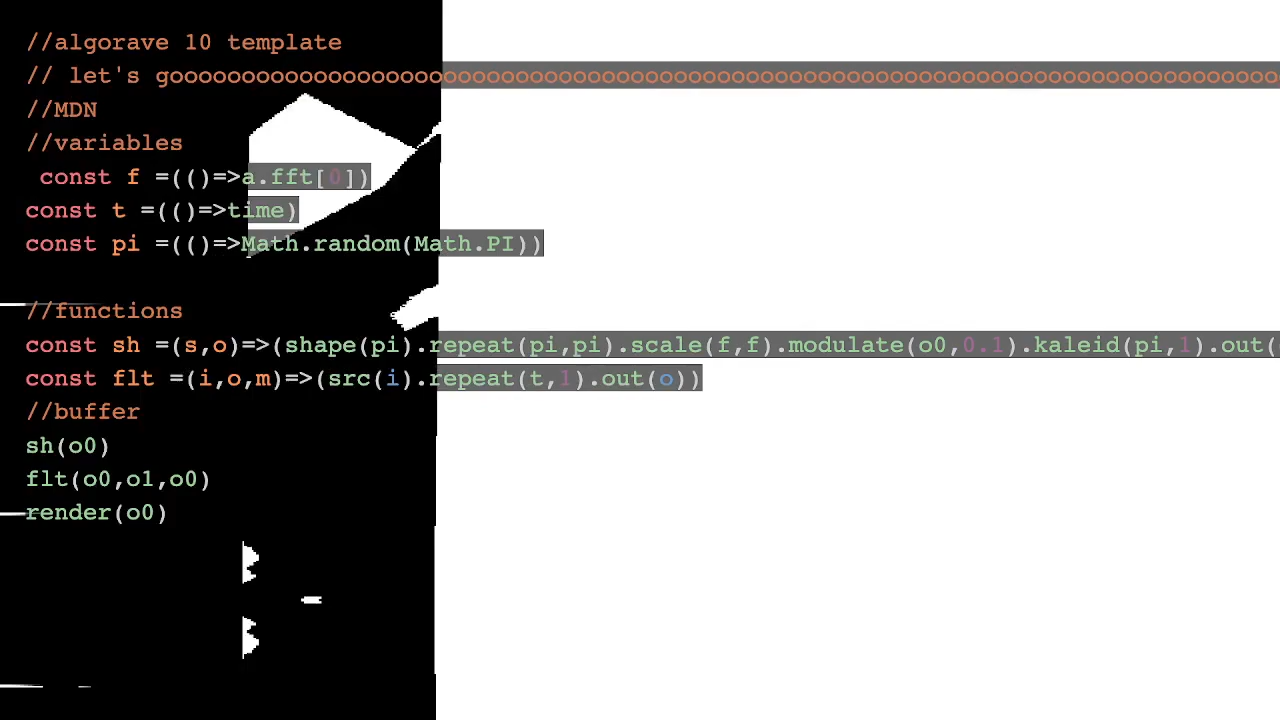 //algorave 10 template
// let's goooooooooooooooooooooooooooooooooooooooooooooooooooooooooooooooooooooooooooooo
//MDN
//variables
const f =(()=>a.fft[0])
const t =(()=>time)
const pi =(()=>Math.random(Math.PI))
//functions
const sh =(s,o)=>(shape(pi).repeat(pi,pi).scale(f,f).modulate(o0,0.1).kaleid(pi,1).out(
const flt =(i,o,m)=>(src(i).repeat(t,1).out(o))
//buffer
sh(o0)
flt(o0,o1,o0)
render(o0)